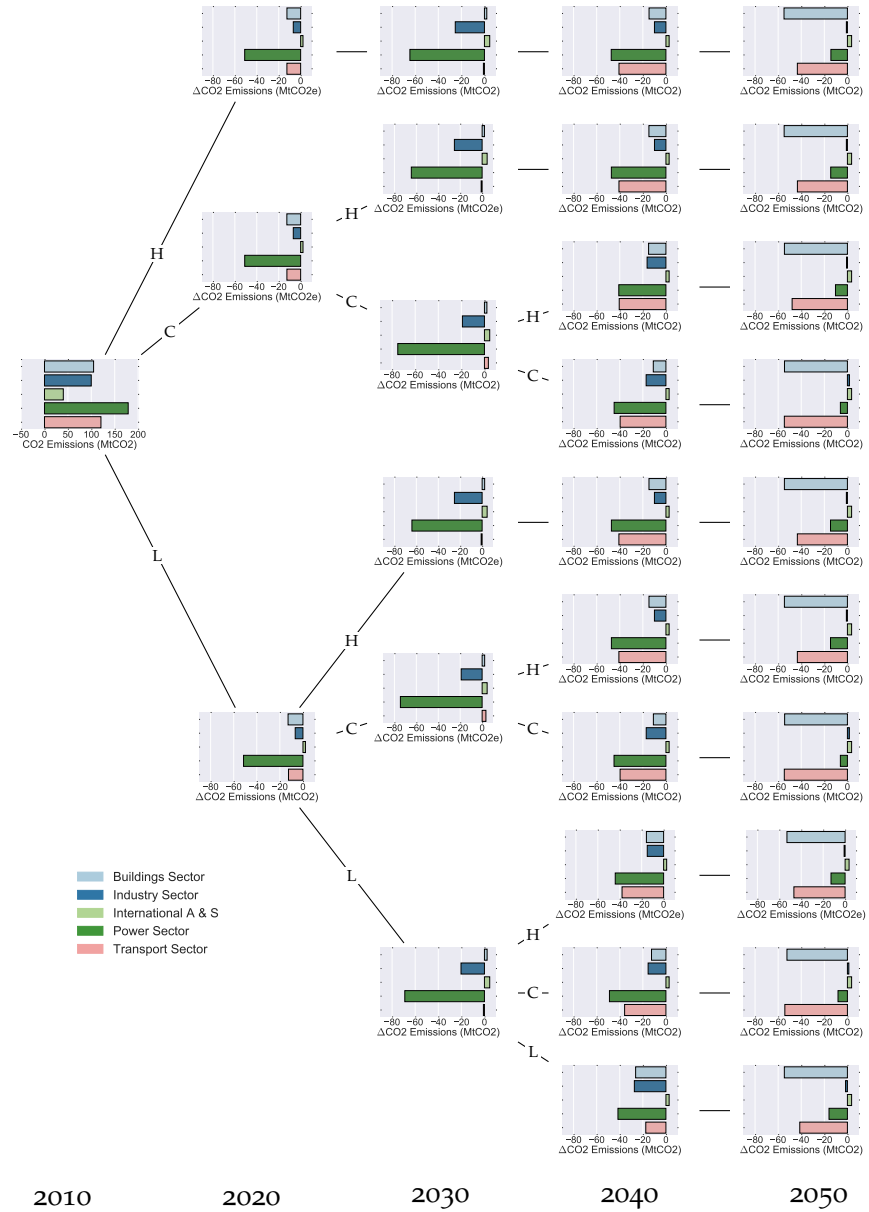 −80 −60 −40 −20 0
ΔCO2 Emissions (MtCO2e)
−80 −60 −40 −20 0
ΔCO2 Emissions (MtCO2)
−80 −60 −40 −20 0
ΔCO2 Emissions (MtCO2)
−80 −60 −40 −20 0
ΔCO2 Emissions (MtCO2)
−80 −60 −40 −20 0
ΔCO2 Emissions (MtCO2e)
−80 −60 −40 −20 0
ΔCO2 Emissions (MtCO2)
−80 −60 −40 −20 0
ΔCO2 Emissions (MtCO2)
H
H
−80 −60 −40 −20 0
ΔCO2 Emissions (MtCO2e)
−80 −60 −40 −20 0
ΔCO2 Emissions (MtCO2)
−80 −60 −40 −20 0
ΔCO2 Emissions (MtCO2)
C
C
H
−80 −60 −40 −20 0
ΔCO2 Emissions (MtCO2)
C
−80 −60 −40 −20 0
ΔCO2 Emissions (MtCO2)
−80 −60 −40 −20 0
ΔCO2 Emissions (MtCO2)
−50 0 50 100 150 200
CO2 Emissions (MtCO2)
L
−80 −60 −40 −20 0
ΔCO2 Emissions (MtCO2e)
−80 −60 −40 −20 0
ΔCO2 Emissions (MtCO2)
−80 −60 −40 −20 0
ΔCO2 Emissions (MtCO2)
H
H
−80 −60 −40 −20 0
ΔCO2 Emissions (MtCO2)
−80 −60 −40 −20 0
ΔCO2 Emissions (MtCO2)
C
−80 −60 −40 −20 0
ΔCO2 Emissions (MtCO2e)
C
−80 −60 −40 −20 0
ΔCO2 Emissions (MtCO2)
−80 −60 −40 −20 0
ΔCO2 Emissions (MtCO2)
−80 −60 −40 −20 0
ΔCO2 Emissions (MtCO2)
L
−80 −60 −40 −20 0
ΔCO2 Emissions (MtCO2e)
−80 −60 −40 −20 0
ΔCO2 Emissions (MtCO2e)
Buildings Sector
Industry Sector
International A & S
Power Sector
Transport Sector
H
C
−80 −60 −40 −20 0
ΔCO2 Emissions (MtCO2)
−80 −60 −40 −20 0
ΔCO2 Emissions (MtCO2)
−80 −60 −40 −20 0
ΔCO2 Emissions (MtCO2)
L
−80 −60 −40 −20 0
ΔCO2 Emissions (MtCO2)
−80 −60 −40 −20 0
ΔCO2 Emissions (MtCO2)
2010 2020 2030 2040 2050